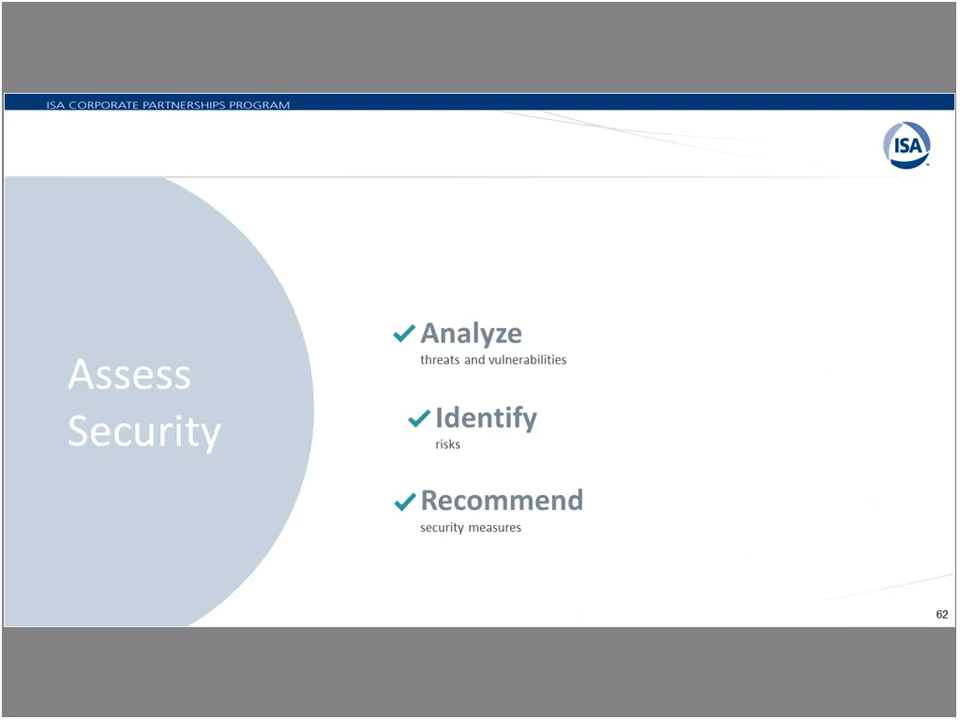 ISA CORPORATE PARTNERSHIPS PROGRAM
ISA
Assess
Security
Analyze
threats and vulnerabilities
Identify
risks
Recommend
security measures
62